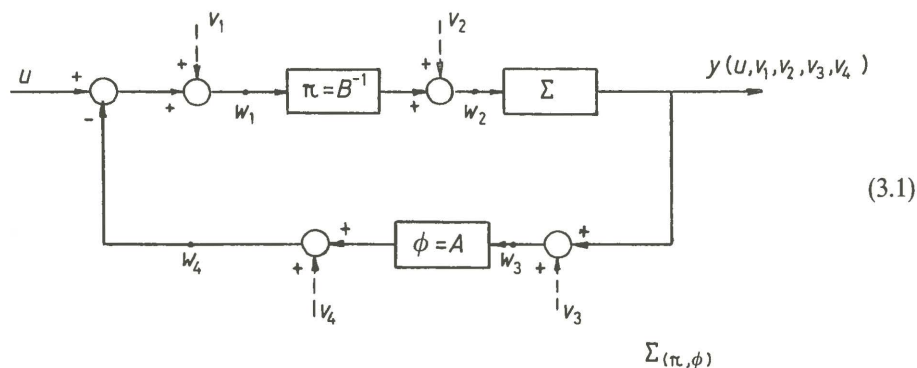 v₁ v₂
u + + + y(u,v₁,v₂,v₃,v₄)
+ π = B⁻¹ + Σ
- w₁ w₂
(3.1)
+ φ = A +
w₄ + w₃ +
v₄ v₃
Σ(π,φ)